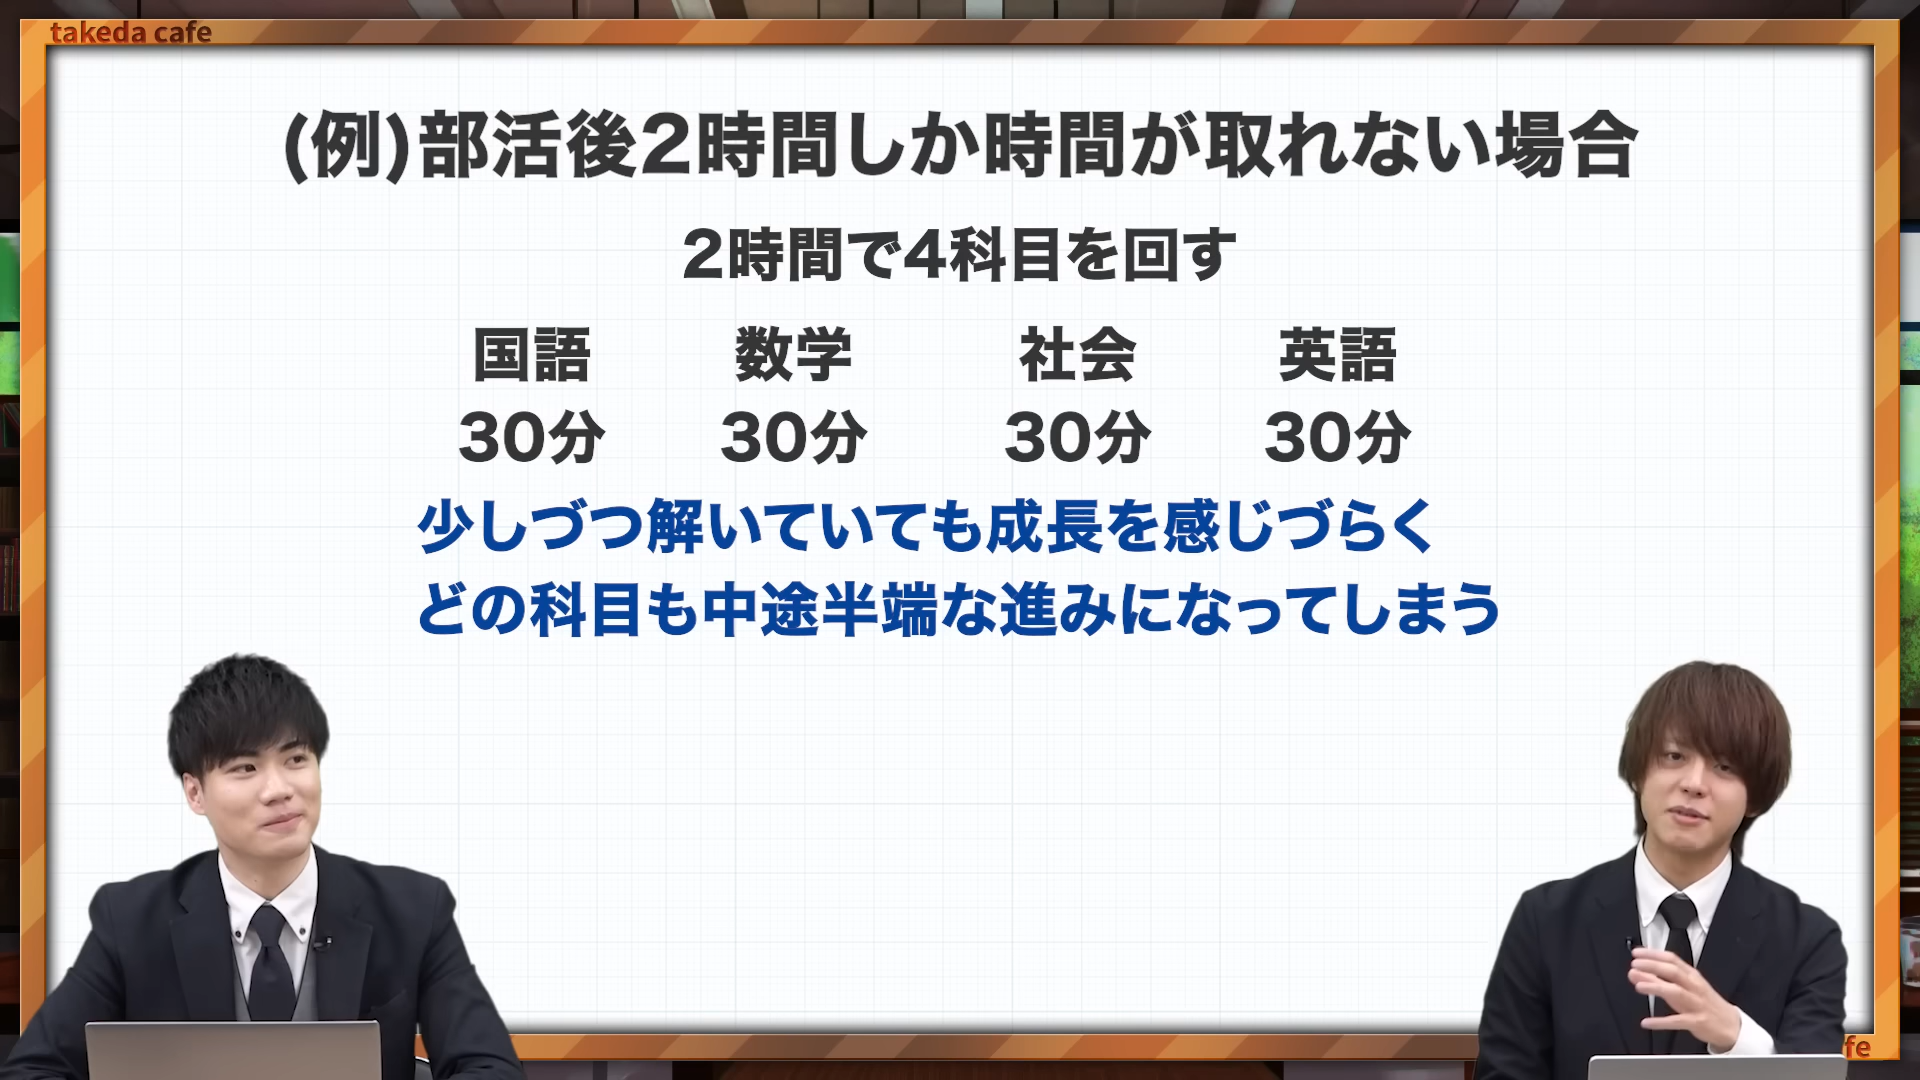 takeda cafe
(例)部活後2時間しか時間が取れない場合
2時間で4科目を回す
国語 数学 社会 英語
30分 30分 30分 30分
少しづつ解いていても成長を感じづらく
どの科目も中途半端な進みになってしまう
fe